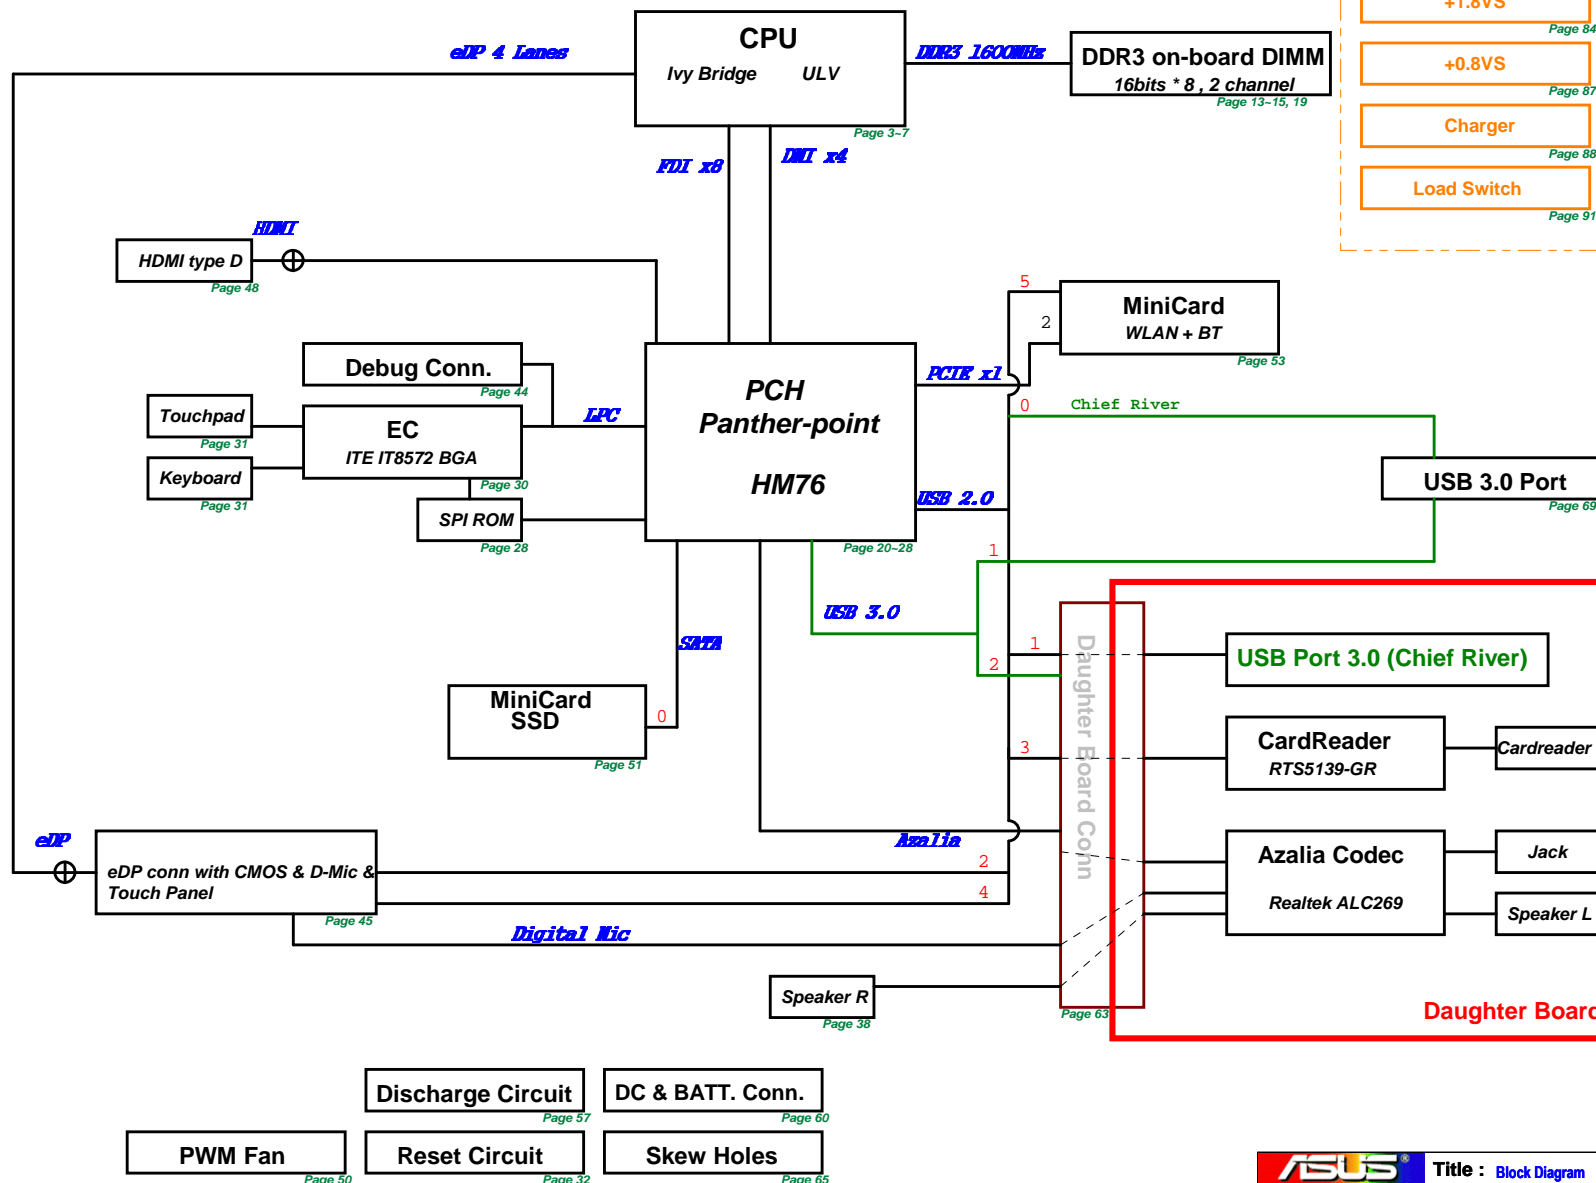 +1.8VS
Page 84
+0.8VS
Page 87
Charger
Page 88
Load Switch
Page 91
CPU
Ivy Bridge ULV
Page 3~7
eDP 4 Lanes
DDR3 1600MHz
DDR3 on-board DIMM
16bits * 8 , 2 channel
Page 13~15, 19
FDI x8
DMI x4
HDMI
HDMI type D
Page 48
5
2
MiniCard
WLAN + BT
Page 53
Debug Conn.
Page 44
PCH
Panther-point
HM76
Page 20~28
PCIE x1
0
Chief River
Touchpad
Page 31
EC
ITE IT8572 BGA
Page 30
LPC
Keyboard
Page 31
SPI ROM
Page 28
USB 2.0
USB 3.0 Port
Page 69
1
USB 3.0
SATA
1
2
Daughter Board Conn
USB Port 3.0 (Chief River)
MiniCard
SSD
0
Page 51
3
CardReader
RTS5139-GR
Cardreader
eDP
eDP conn with CMOS & D-Mic &
Touch Panel
Page 45
Azalia
2
4
Azalia Codec
Realtek ALC269
Jack
Speaker L
Digital Mic
Speaker R
Page 38
Page 63
Daughter Board
Discharge Circuit
Page 57
DC & BATT. Conn.
Page 60
PWM Fan
Page 50
Reset Circuit
Page 32
Skew Holes
Page 65
ASUS®
Title : Block Diagram